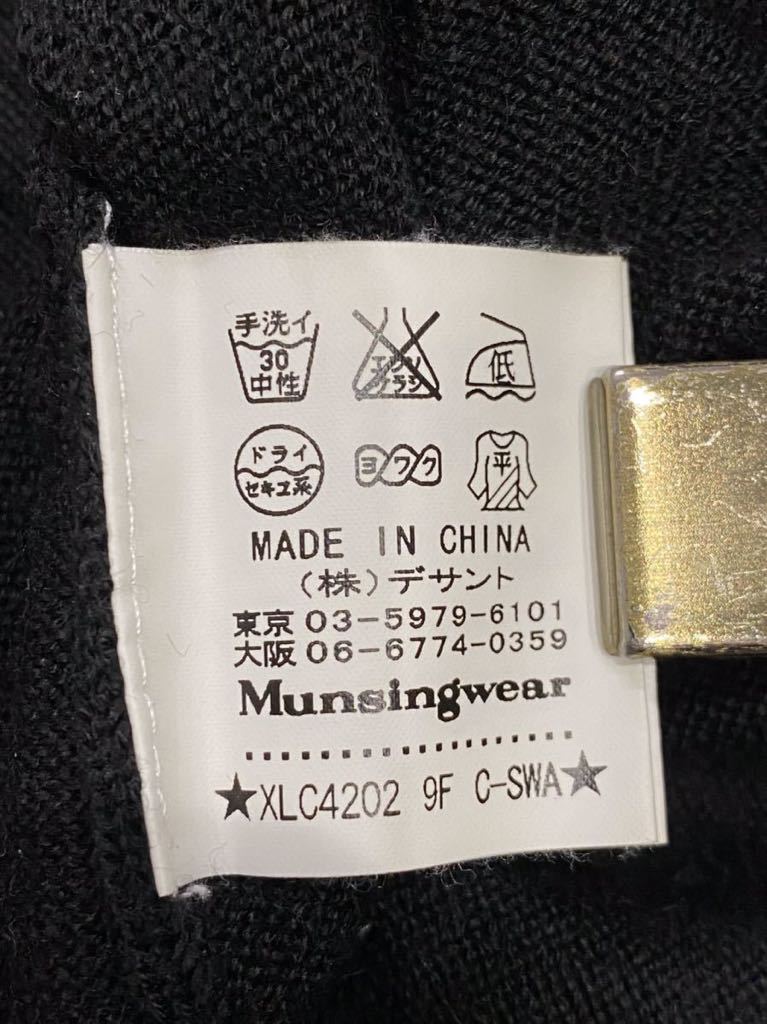 手洗イ
30
中性
エンソ
サラシ
低
ドライ
セキユ系
ヨワク
平
MADE IN CHINA
(株)デサント
東京 03-5979-6101
大阪 06-6774-0359
Munsingwear
★XLC4202 9F C-SWA★